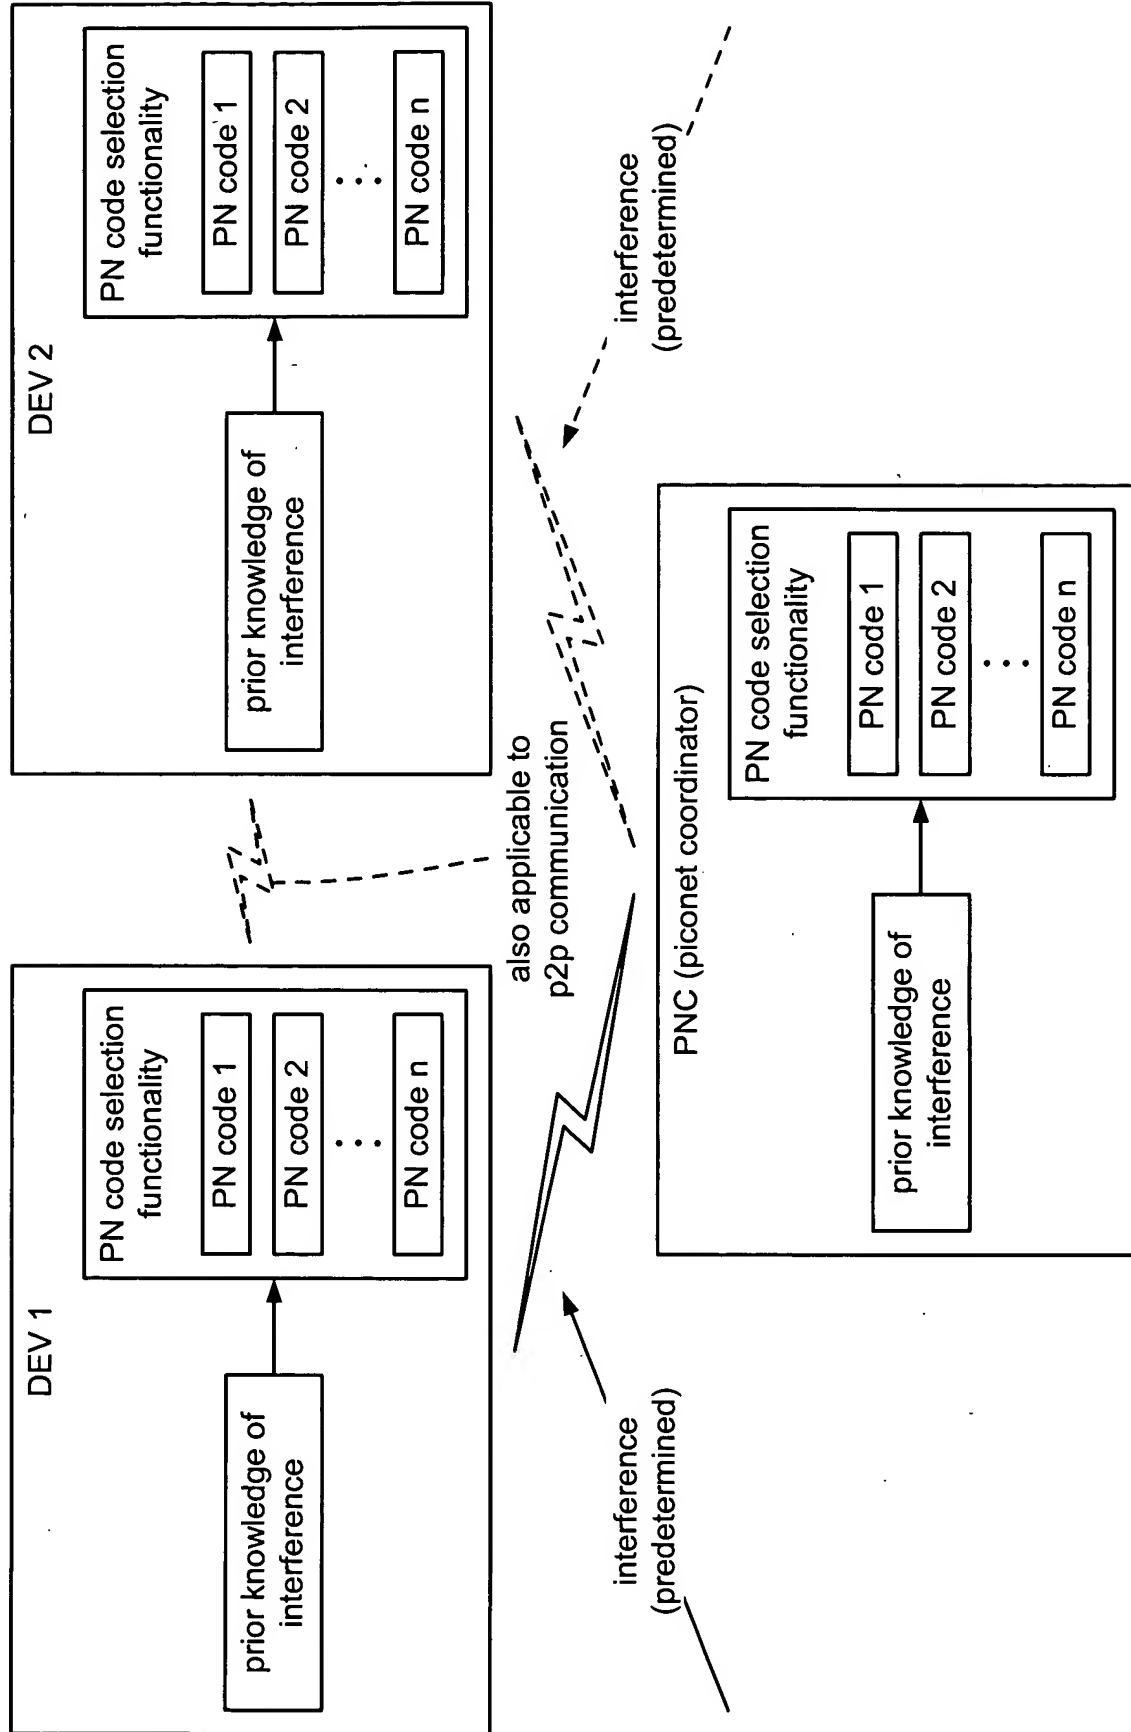 DEV 1
prior knowledge of
interference
PN code selection
functionality
PN code 1
PN code 2
...
PN code n
DEV 2
prior knowledge of
interference
PN code selection
functionality
PN code 1
PN code 2
...
PN code n
also applicable to
p2p communication
interference
(predetermined)
interference
(predetermined)
PNC (piconet coordinator)
prior knowledge of
interference
PN code selection
functionality
PN code 1
PN code 2
...
PN code n